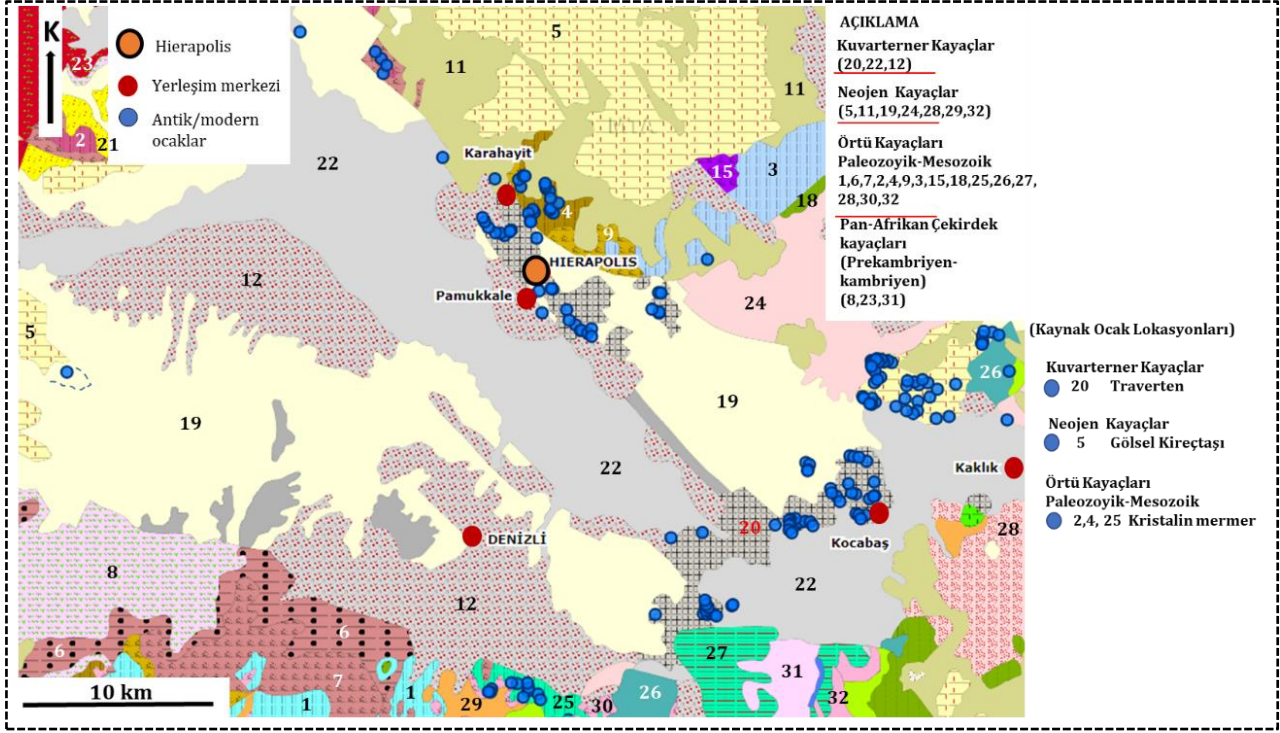 K
Hierapolis
Yerleşim merkezi
Antik/modern
ocaklar
23
2
21
5
11
11
22
Karahayit
15
3
4
18
9
HIERAPOLIS
12
Pamukkale
24
5
26
19
19
22
Kaklık
20
DENİZLİ
Kocabaş
28
8
22
12
6
6
27
7
31
26
1
1
29
25
30
32
10 km
AÇIKLAMA
Kuvarterner Kayaçlar
(20,22,12)
Neojen Kayaçlar
(5,11,19,24,28,29,32)
Örtü Kayaçları
Paleozoyik-Mesozoik
1,6,7,2,4,9,3,15,18,25,26,27,
28,30,32
Pan-Afrikan Çekirdek
kayaçları
(Prekambriyen-
kambriyen)
(8,23,31)
(Kaynak Ocak Lokasyonları)
Kuvarterner Kayaçlar
20 Traverten
Neojen Kayaçlar
5 Gölsel Kireçtaşı
Örtü Kayaçları
Paleozoyik-Mesozoik
2,4, 25 Kristalin mermer